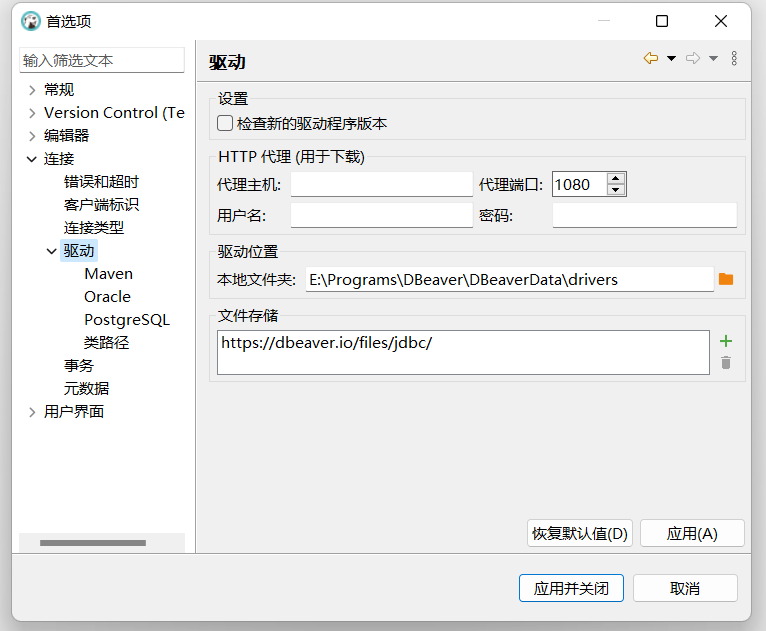 首选项
输入筛选文本
常规
Version Control (Te
编辑器
连接
错误和超时
客户端标识
连接类型
驱动
Maven
Oracle
PostgreSQL
类路径
事务
元数据
用户界面
驱动
设置
检查新的驱动程序版本
HTTP 代理 (用于下载)
代理主机: 代理端口: 1080
用户名: 密码:
驱动位置
本地文件夹: E:\Programs\DBeaver\DBeaverData\drivers
文件存储
https://dbeaver.io/files/jdbc/
恢复默认值(D) 应用(A)
应用并关闭 取消